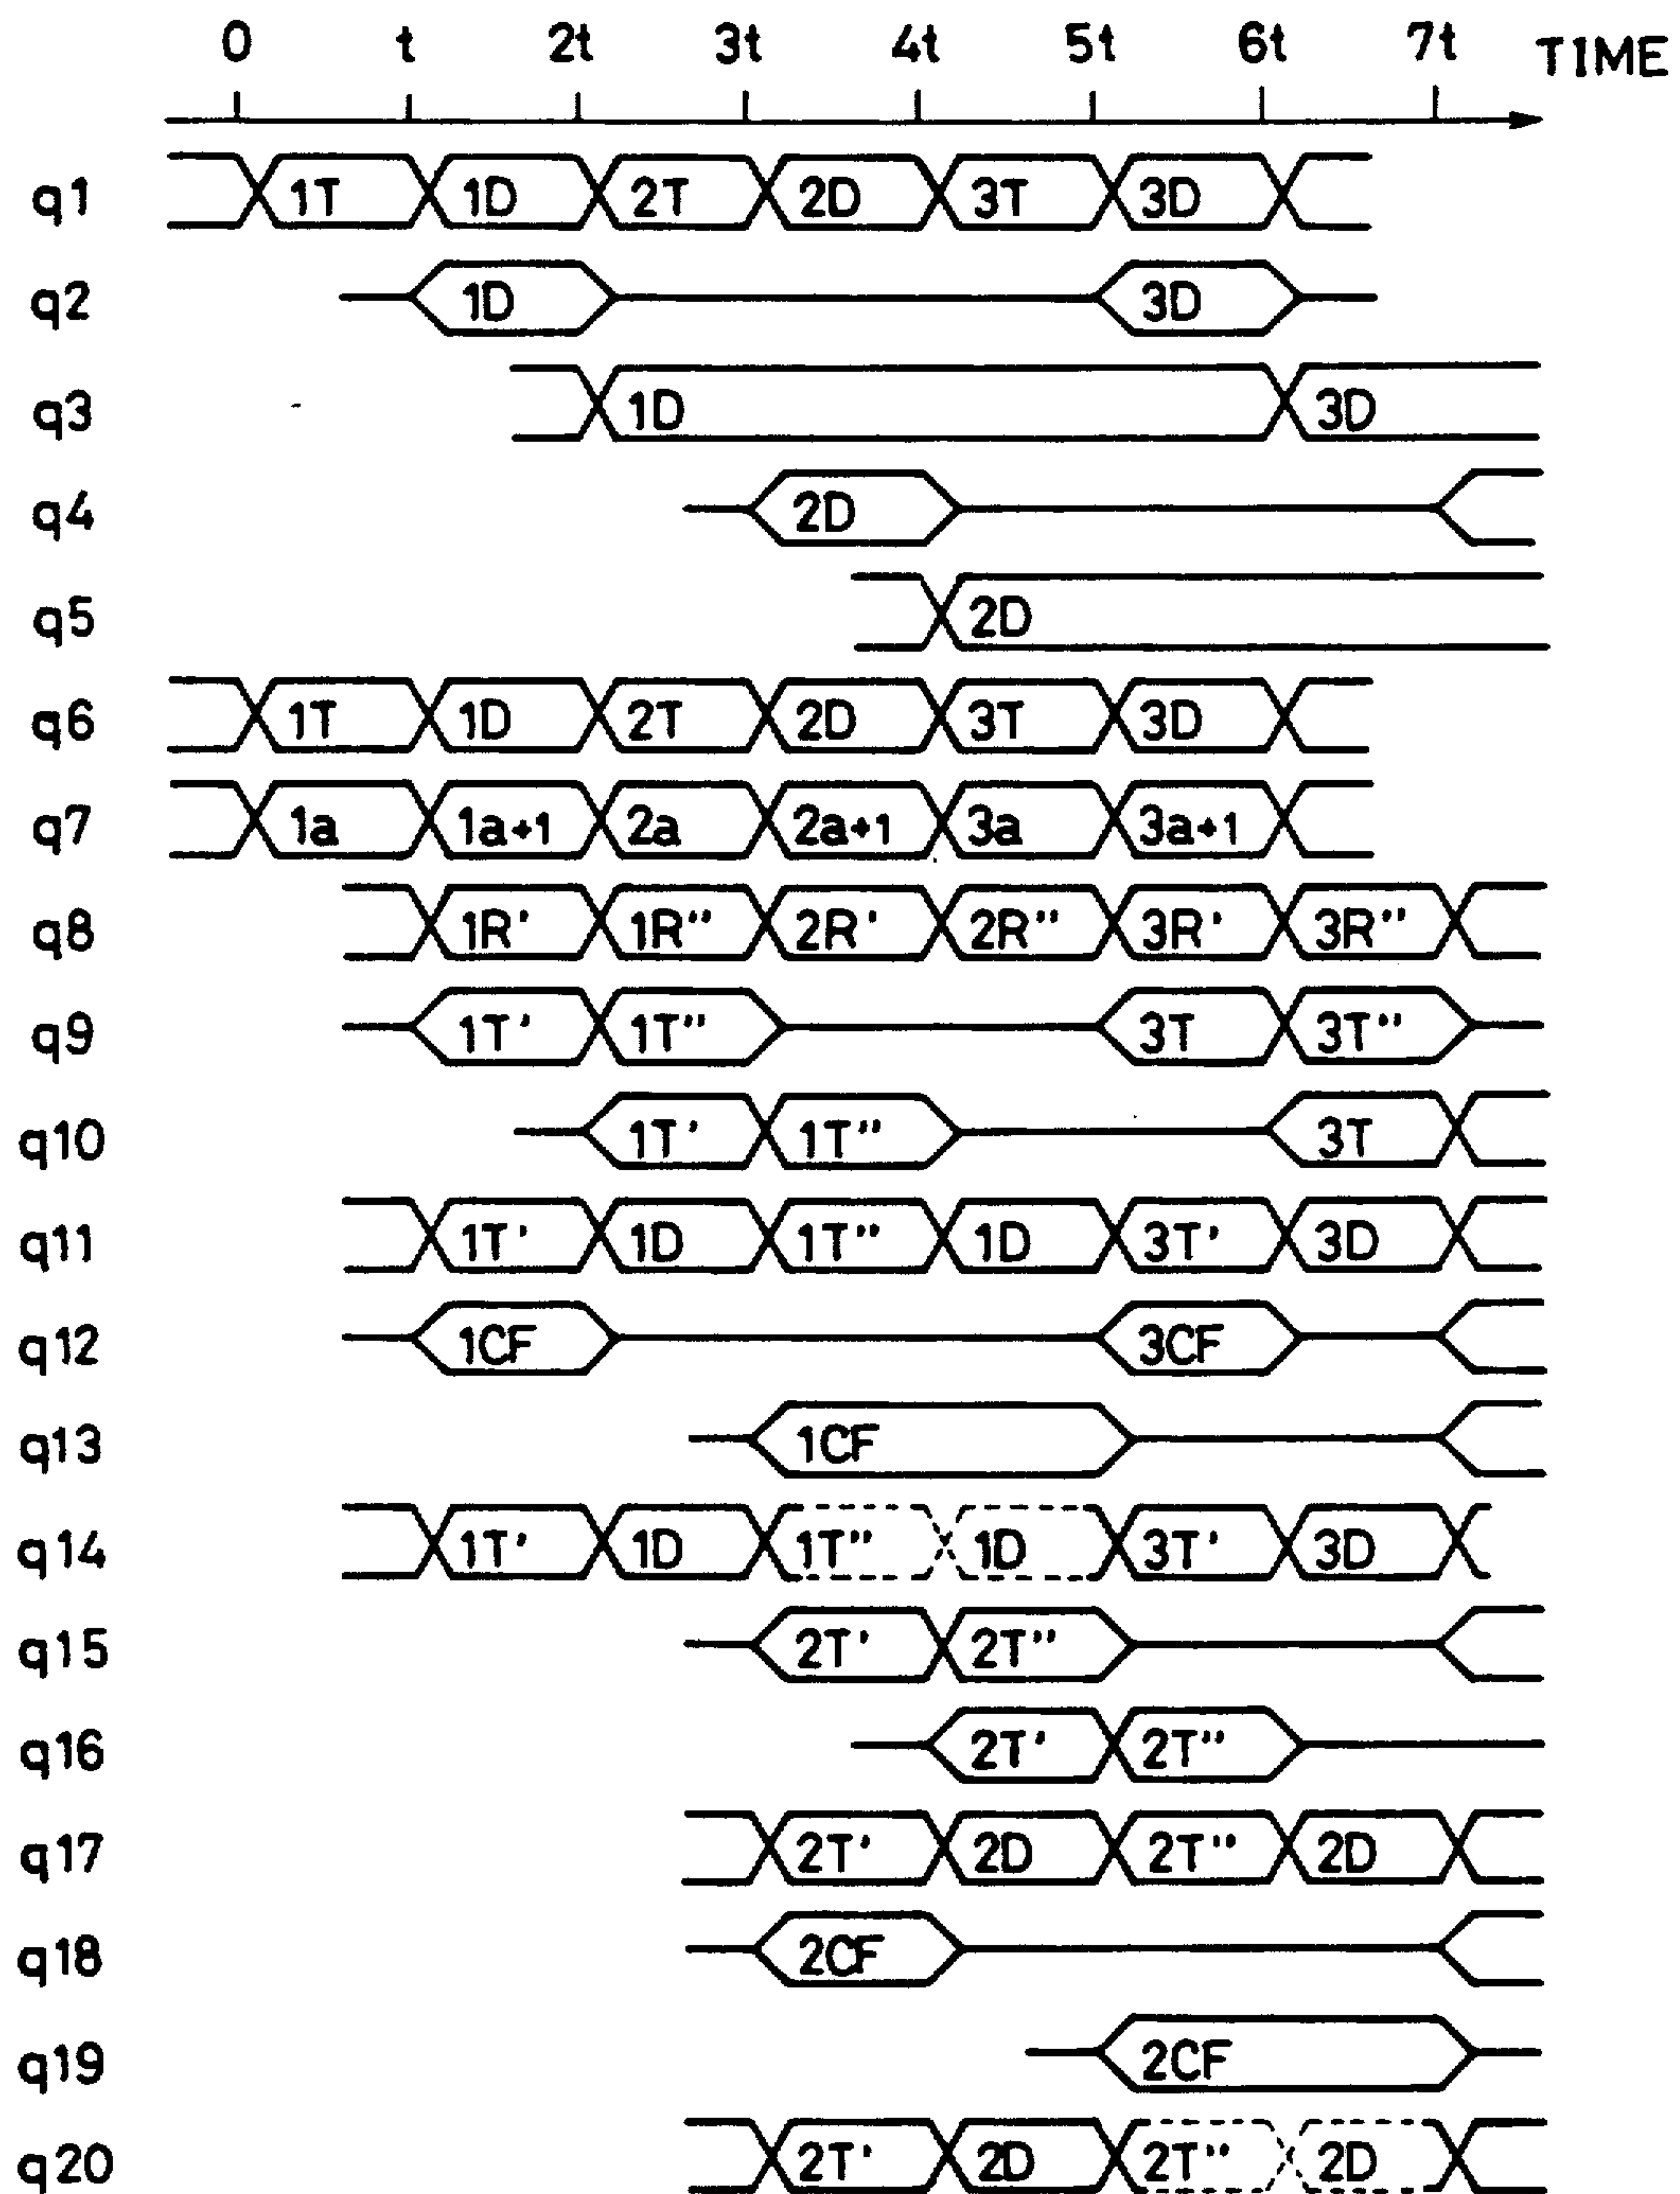 0 t 2t 3t 4t 5t 6t 7t TIME
q1 1T 1D 2T 2D 3T 3D
q2 1D 3D
q3 1D 3D
q4 2D
q5 2D
q6 1T 1D 2T 2D 3T 3D
q7 1a 1a+1 2a 2a+1 3a 3a+1
q8 1R' 1R" 2R' 2R" 3R' 3R"
q9 1T' 1T" 3T 3T"
q10 1T' 1T" 3T
q11 1T' 1D 1T" 1D 3T' 3D
q12 1CF 3CF
q13 1CF
q14 1T' 1D 1T" 1D 3T' 3D
q15 2T' 2T"
q16 2T' 2T"
q17 2T' 2D 2T" 2D
q18 2CF
q19 2CF
q20 2T' 2D 2T" 2D